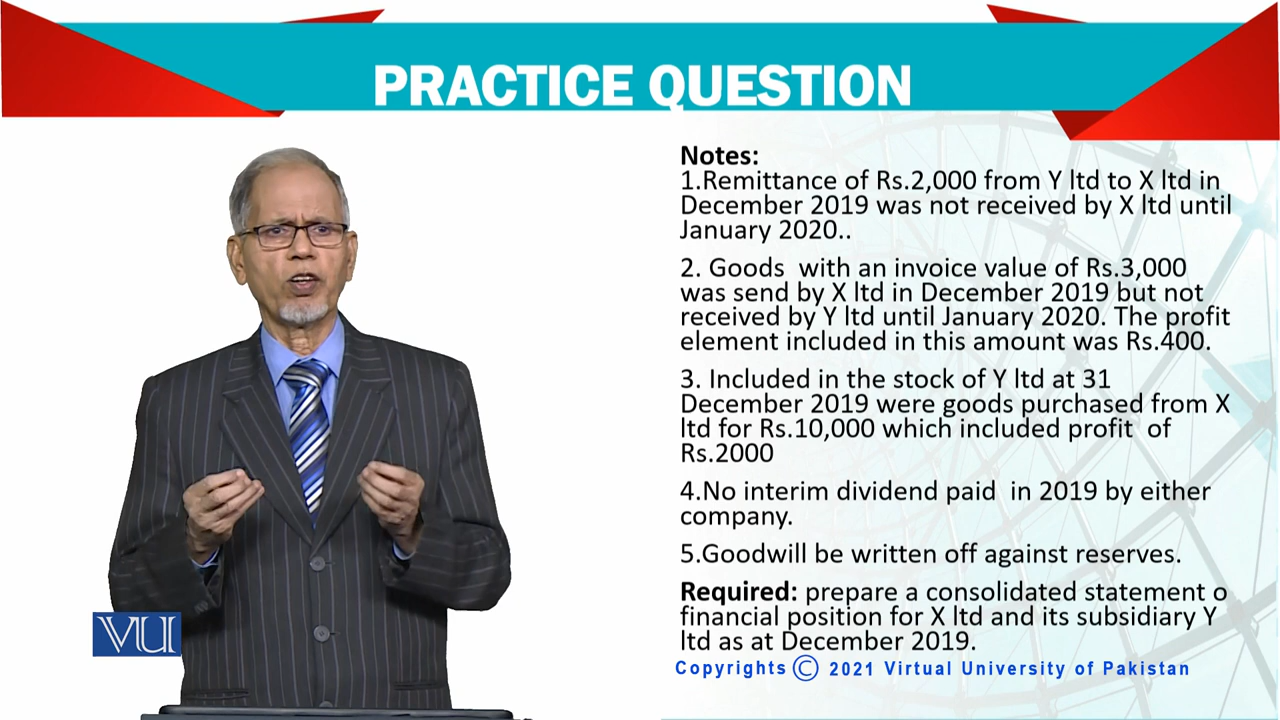 PRACTICE QUESTION
Notes:
1.Remittance of Rs.2,000 from Y ltd to X ltd in
December 2019 was not received by X ltd until
January 2020..
2. Goods with an invoice value of Rs.3,000
was send by X ltd in December 2019 but not
received by Y ltd until January 2020. The profit
element included in this amount was Rs.400.
3. Included in the stock of Y ltd at 31
December 2019 were goods purchased from X
ltd for Rs.10,000 which included profit of
Rs.2000
4.No interim dividend paid in 2019 by either
company.
5.Goodwill be written off against reserves.
Required: prepare a consolidated statement o
financial position for X ltd and its subsidiary Y
ltd as at December 2019.
VU
Copyrights © 2021 Virtual University of Pakistan